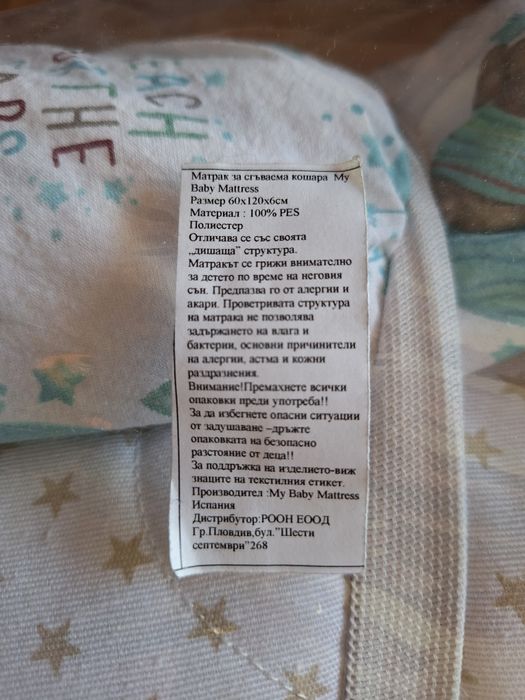 EACH
THE
Матрак за сгъваема кошара My
Baby Mattress
Размер 60x120x6см
Материал : 100% PES
Полиестер
Отличава се със своята
„дишаща” структура.
Матракът се грижи внимателно
за детето по време на неговия
сън. Предпазва го от алергии и
акари. Проветривата структура
на матрака не позволява
задържането на влага и
бактерии, основни причинители
на алергии, астма и кожни
раздразнения.
Внимание!Премахнете всички
опаковки преди употреба!!
За да избегнете опасни ситуации
от задушаване –дръжте
опаковката на безопасно
разстояние от деца!!
За поддръжка на изделието-виж
знаците на текстилния етикет.
Производител :My Baby Mattress
Испания
Дистрибутор:РООН ЕООД
Гр.Пловдив,бул."Шести
септември"268